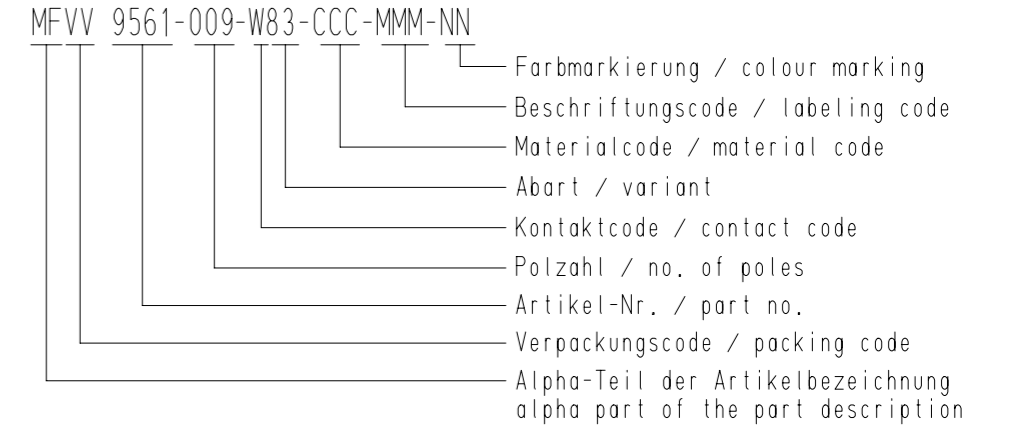 MFVV 9561-009-W83-CCC-MMM-NN
Farbmarkierung / colour marking
Beschriftungscode / labeling code
Materialcode / material code
Abart / variant
Kontaktcode / contact code
Polzahl / no. of poles
Artikel-Nr. / part no.
Verpackungscode / packing code
Alpha-Teil der Artikelbezeichnung
alpha part of the part description